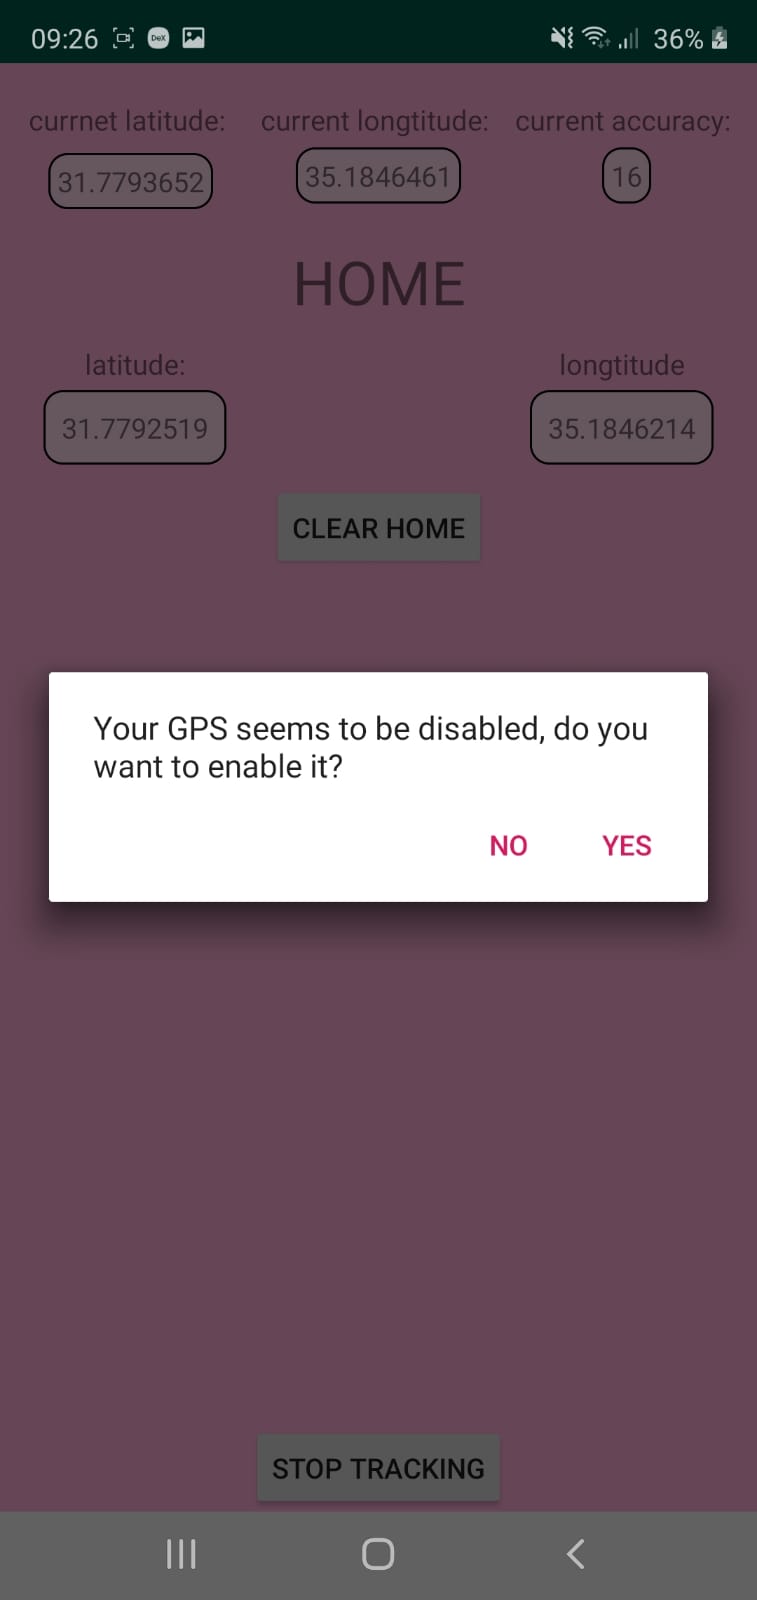 09:26 DeX 36%
currnet latitude: current longtitude: current accuracy:
31.7793652 35.1846461 16
HOME
latitude: longtitude
31.7792519 35.1846214
CLEAR HOME
Your GPS seems to be disabled, do you
want to enable it?
NO YES
STOP TRACKING